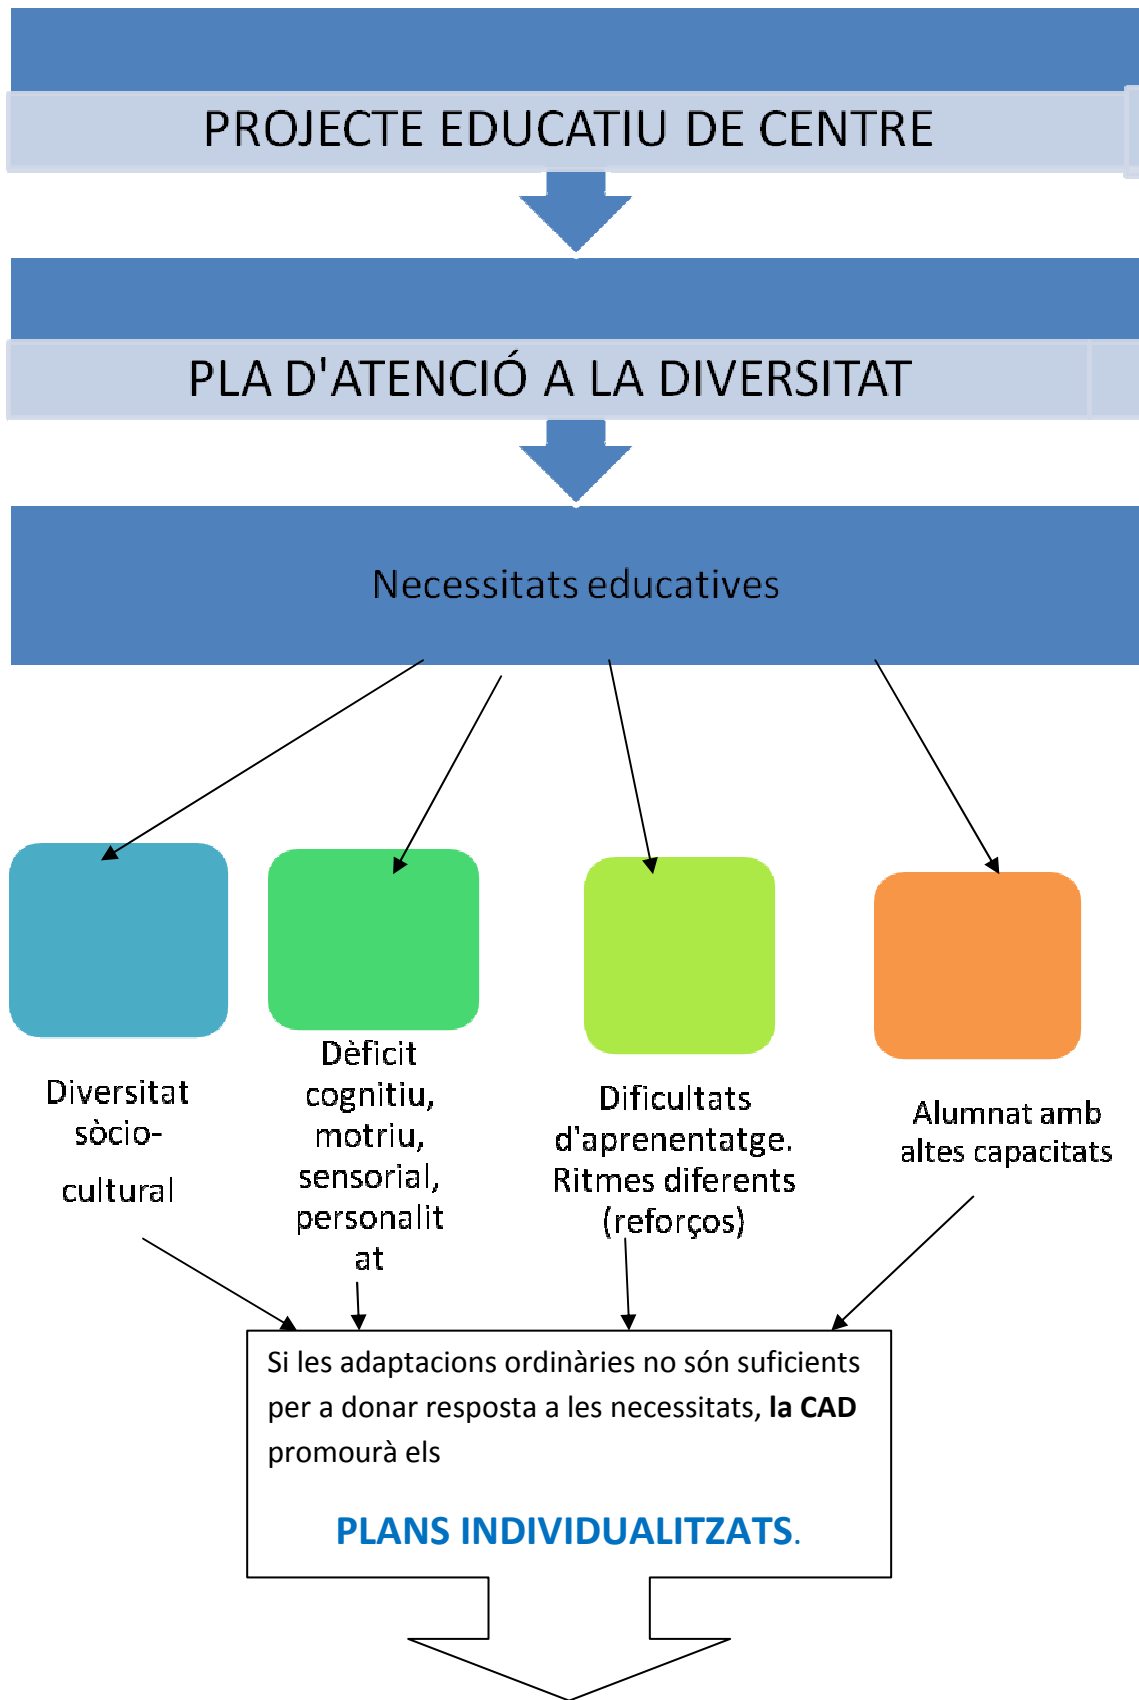 PROJECTE EDUCATIU DE CENTRE
PLA D'ATENCIÓ A LA DIVERSITAT
Necessitats educatives
Diversitat
sòcio-
cultural
Dèficit
cognitiu,
motriu,
sensorial,
personalit
at
Dificultats
d'aprenentatge.
Ritmes diferents
(reforços)
Alumnat amb
altes capacitats
Si les adaptacions ordinàries no són suficients
per a donar resposta a les necessitats, la CAD
promourà els
PLANS INDIVIDUALITZATS.